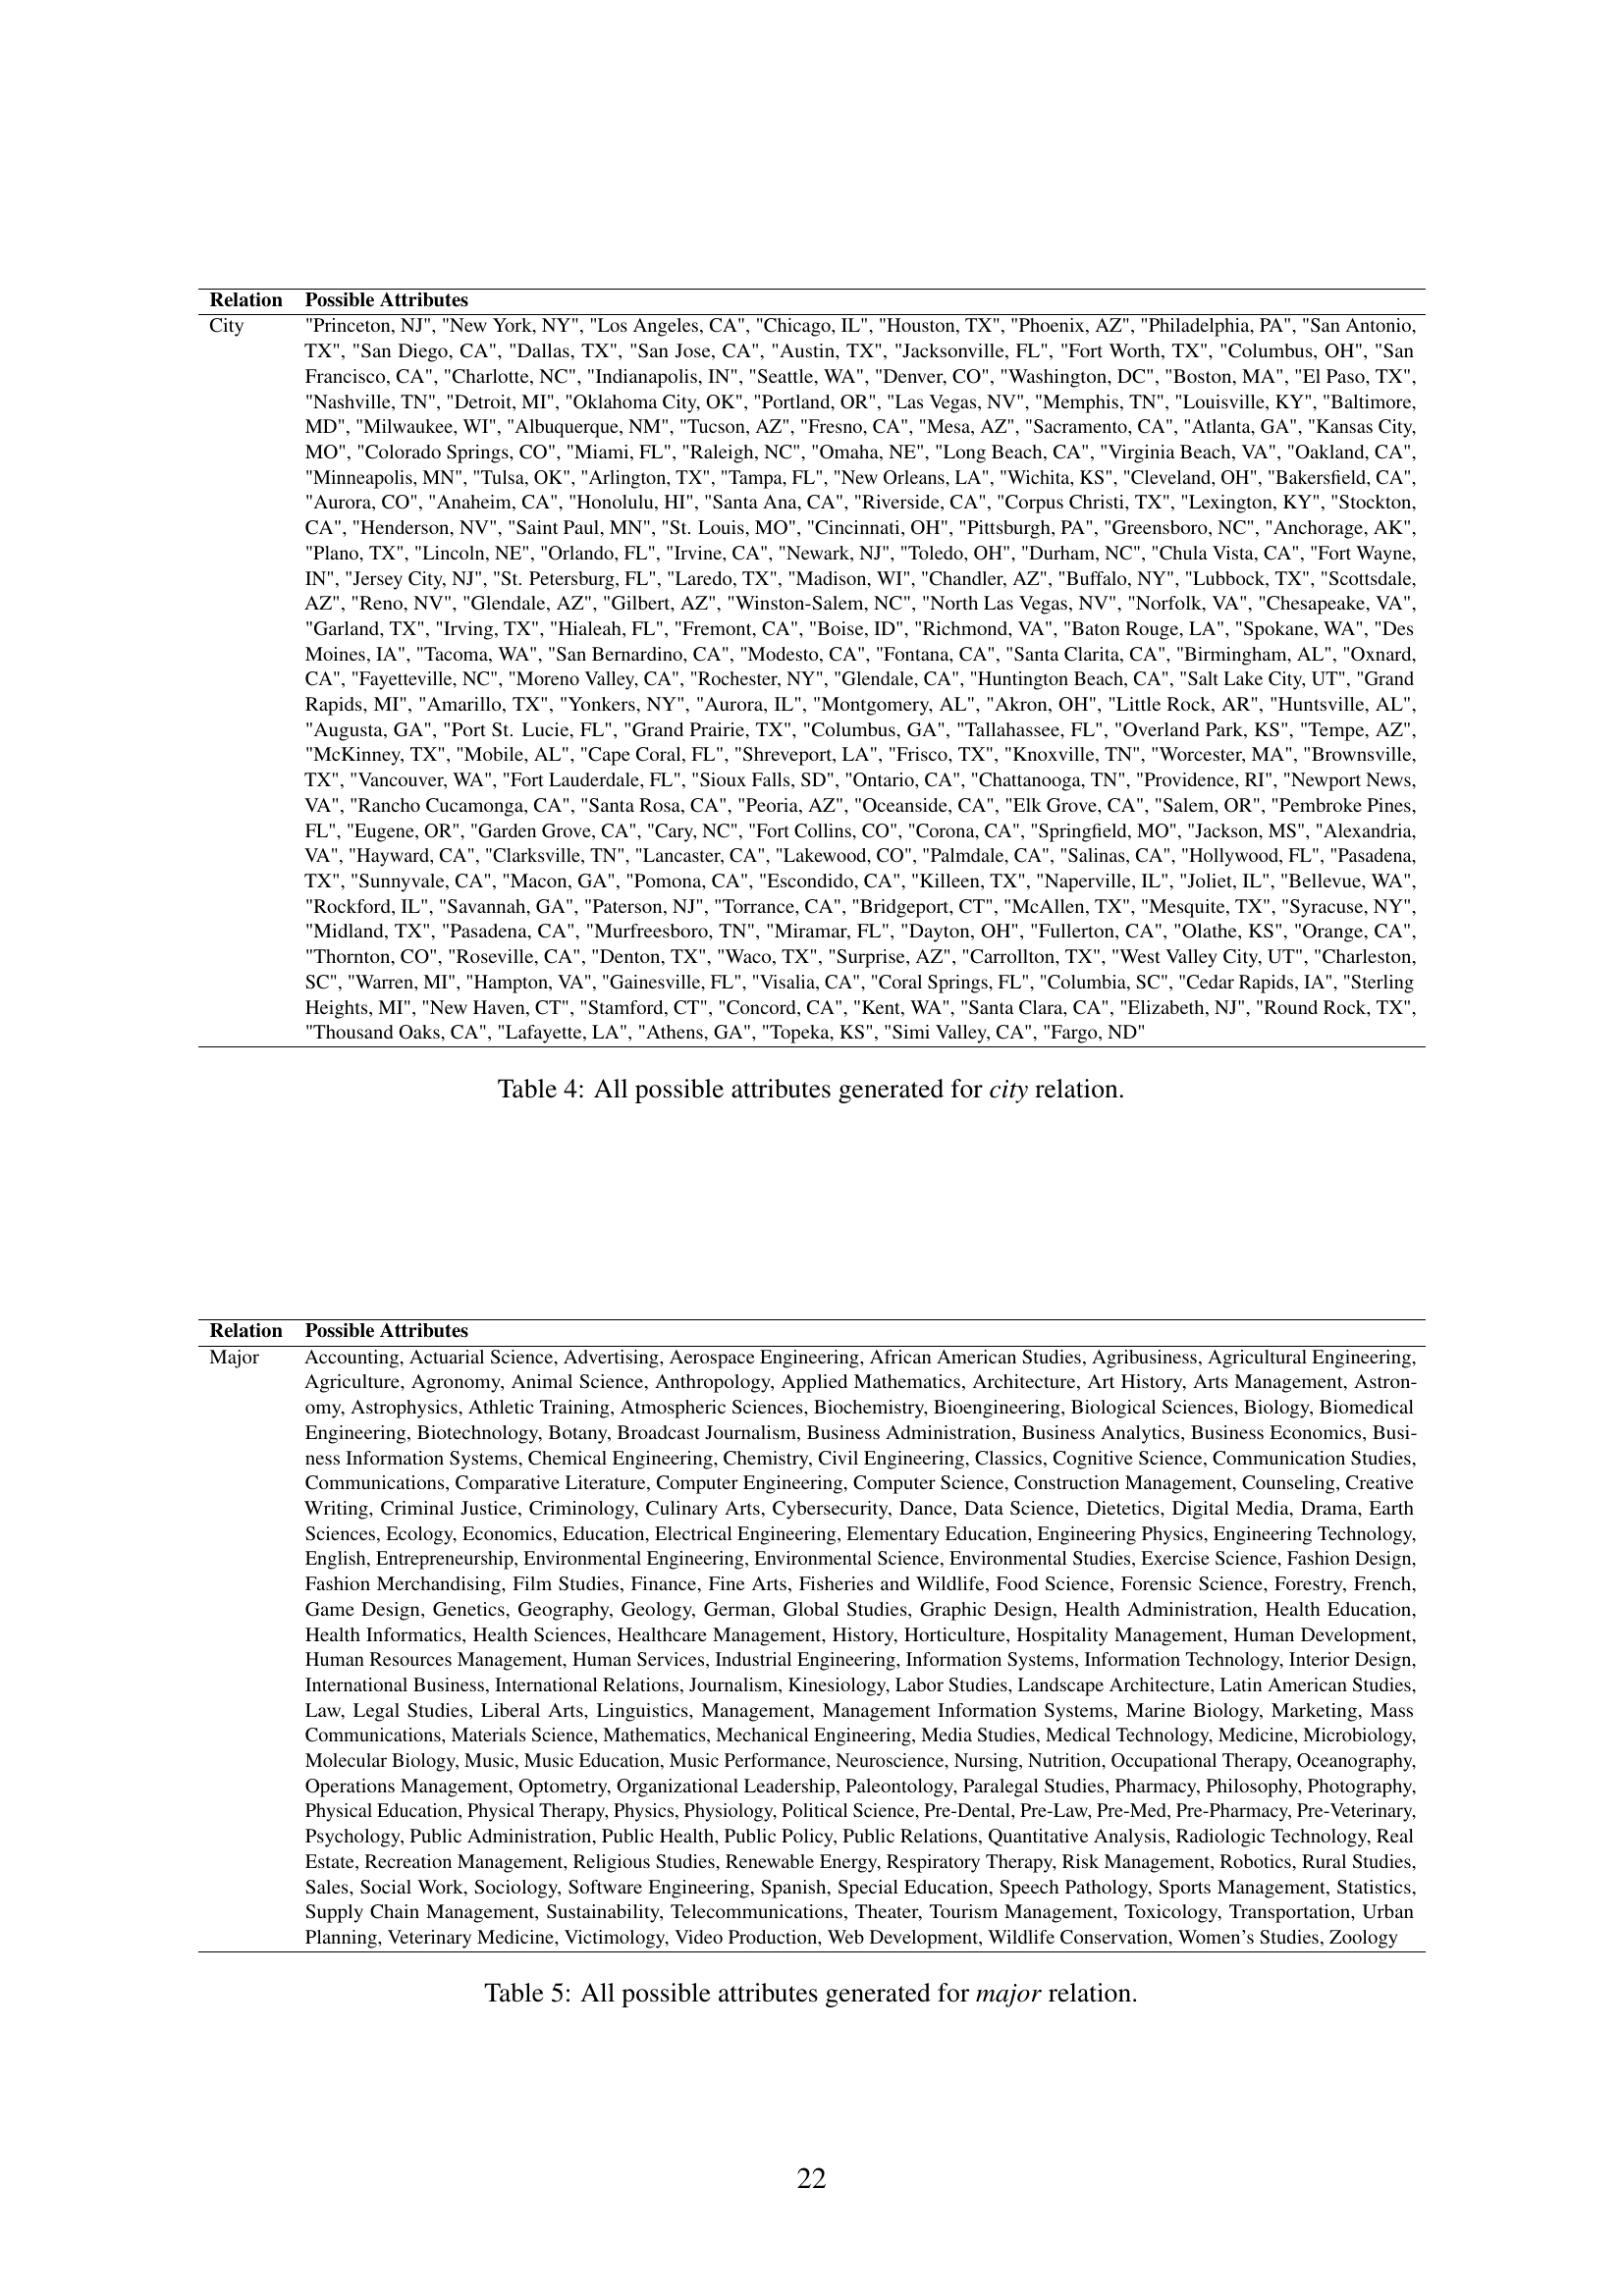 Relation Possible Attributes
City "Princeton, NJ", "New York, NY", "Los Angeles, CA", "Chicago, IL", "Houston, TX", "Phoenix, AZ", "Philadelphia, PA", "San Antonio,
TX", "San Diego, CA", "Dallas, TX", "San Jose, CA", "Austin, TX", "Jacksonville, FL", "Fort Worth, TX", "Columbus, OH", "San
Francisco, CA", "Charlotte, NC", "Indianapolis, IN", "Seattle, WA", "Denver, CO", "Washington, DC", "Boston, MA", "El Paso, TX",
"Nashville, TN", "Detroit, MI", "Oklahoma City, OK", "Portland, OR", "Las Vegas, NV", "Memphis, TN", "Louisville, KY", "Baltimore,
MD", "Milwaukee, WI", "Albuquerque, NM", "Tucson, AZ", "Fresno, CA", "Mesa, AZ", "Sacramento, CA", "Atlanta, GA", "Kansas City,
MO", "Colorado Springs, CO", "Miami, FL", "Raleigh, NC", "Omaha, NE", "Long Beach, CA", "Virginia Beach, VA", "Oakland, CA",
"Minneapolis, MN", "Tulsa, OK", "Arlington, TX", "Tampa, FL", "New Orleans, LA", "Wichita, KS", "Cleveland, OH", "Bakersfield, CA",
"Aurora, CO", "Anaheim, CA", "Honolulu, HI", "Santa Ana, CA", "Riverside, CA", "Corpus Christi, TX", "Lexington, KY", "Stockton,
CA", "Henderson, NV", "Saint Paul, MN", "St. Louis, MO", "Cincinnati, OH", "Pittsburgh, PA", "Greensboro, NC", "Anchorage, AK",
"Plano, TX", "Lincoln, NE", "Orlando, FL", "Irvine, CA", "Newark, NJ", "Toledo, OH", "Durham, NC", "Chula Vista, CA", "Fort Wayne,
IN", "Jersey City, NJ", "St. Petersburg, FL", "Laredo, TX", "Madison, WI", "Chandler, AZ", "Buffalo, NY", "Lubbock, TX", "Scottsdale,
AZ", "Reno, NV", "Glendale, AZ", "Gilbert, AZ", "Winston-Salem, NC", "North Las Vegas, NV", "Norfolk, VA", "Chesapeake, VA",
"Garland, TX", "Irving, TX", "Hialeah, FL", "Fremont, CA", "Boise, ID", "Richmond, VA", "Baton Rouge, LA", "Spokane, WA", "Des
Moines, IA", "Tacoma, WA", "San Bernardino, CA", "Modesto, CA", "Fontana, CA", "Santa Clarita, CA", "Birmingham, AL", "Oxnard,
CA", "Fayetteville, NC", "Moreno Valley, CA", "Rochester, NY", "Glendale, CA", "Huntington Beach, CA", "Salt Lake City, UT", "Grand
Rapids, MI", "Amarillo, TX", "Yonkers, NY", "Aurora, IL", "Montgomery, AL", "Akron, OH", "Little Rock, AR", "Huntsville, AL",
"Augusta, GA", "Port St. Lucie, FL", "Grand Prairie, TX", "Columbus, GA", "Tallahassee, FL", "Overland Park, KS", "Tempe, AZ",
"McKinney, TX", "Mobile, AL", "Cape Coral, FL", "Shreveport, LA", "Frisco, TX", "Knoxville, TN", "Worcester, MA", "Brownsville,
TX", "Vancouver, WA", "Fort Lauderdale, FL", "Sioux Falls, SD", "Ontario, CA", "Chattanooga, TN", "Providence, RI", "Newport News,
VA", "Rancho Cucamonga, CA", "Santa Rosa, CA", "Peoria, AZ", "Oceanside, CA", "Elk Grove, CA", "Salem, OR", "Pembroke Pines,
FL", "Eugene, OR", "Garden Grove, CA", "Cary, NC", "Fort Collins, CO", "Corona, CA", "Springfield, MO", "Jackson, MS", "Alexandria,
VA", "Hayward, CA", "Clarksville, TN", "Lancaster, CA", "Lakewood, CO", "Palmdale, CA", "Salinas, CA", "Hollywood, FL", "Pasadena,
TX", "Sunnyvale, CA", "Macon, GA", "Pomona, CA", "Escondido, CA", "Killeen, TX", "Naperville, IL", "Joliet, IL", "Bellevue, WA",
"Rockford, IL", "Savannah, GA", "Paterson, NJ", "Torrance, CA", "Bridgeport, CT", "McAllen, TX", "Mesquite, TX", "Syracuse, NY",
"Midland, TX", "Pasadena, CA", "Murfreesboro, TN", "Miramar, FL", "Dayton, OH", "Fullerton, CA", "Olathe, KS", "Orange, CA",
"Thornton, CO", "Roseville, CA", "Denton, TX", "Waco, TX", "Surprise, AZ", "Carrollton, TX", "West Valley City, UT", "Charleston,
SC", "Warren, MI", "Hampton, VA", "Gainesville, FL", "Visalia, CA", "Coral Springs, FL", "Columbia, SC", "Cedar Rapids, IA", "Sterling
Heights, MI", "New Haven, CT", "Stamford, CT", "Concord, CA", "Kent, WA", "Santa Clara, CA", "Elizabeth, NJ", "Round Rock, TX",
"Thousand Oaks, CA", "Lafayette, LA", "Athens, GA", "Topeka, KS", "Simi Valley, CA", "Fargo, ND"
Table 4: All possible attributes generated for city relation.
Relation Possible Attributes
Major Accounting, Actuarial Science, Advertising, Aerospace Engineering, African American Studies, Agribusiness, Agricultural Engineering,
Agriculture, Agronomy, Animal Science, Anthropology, Applied Mathematics, Architecture, Art History, Arts Management, Astron-
omy, Astrophysics, Athletic Training, Atmospheric Sciences, Biochemistry, Bioengineering, Biological Sciences, Biology, Biomedical
Engineering, Biotechnology, Botany, Broadcast Journalism, Business Administration, Business Analytics, Business Economics, Busi-
ness Information Systems, Chemical Engineering, Chemistry, Civil Engineering, Classics, Cognitive Science, Communication Studies,
Communications, Comparative Literature, Computer Engineering, Computer Science, Construction Management, Counseling, Creative
Writing, Criminal Justice, Criminology, Culinary Arts, Cybersecurity, Dance, Data Science, Dietetics, Digital Media, Drama, Earth
Sciences, Ecology, Economics, Education, Electrical Engineering, Elementary Education, Engineering Physics, Engineering Technology,
English, Entrepreneurship, Environmental Engineering, Environmental Science, Environmental Studies, Exercise Science, Fashion Design,
Fashion Merchandising, Film Studies, Finance, Fine Arts, Fisheries and Wildlife, Food Science, Forensic Science, Forestry, French,
Game Design, Genetics, Geography, Geology, German, Global Studies, Graphic Design, Health Administration, Health Education,
Health Informatics, Health Sciences, Healthcare Management, History, Horticulture, Hospitality Management, Human Development,
Human Resources Management, Human Services, Industrial Engineering, Information Systems, Information Technology, Interior Design,
International Business, International Relations, Journalism, Kinesiology, Labor Studies, Landscape Architecture, Latin American Studies,
Law, Legal Studies, Liberal Arts, Linguistics, Management, Management Information Systems, Marine Biology, Marketing, Mass
Communications, Materials Science, Mathematics, Mechanical Engineering, Media Studies, Medical Technology, Medicine, Microbiology,
Molecular Biology, Music, Music Education, Music Performance, Neuroscience, Nursing, Nutrition, Occupational Therapy, Oceanography,
Operations Management, Optometry, Organizational Leadership, Paleontology, Paralegal Studies, Pharmacy, Philosophy, Photography,
Physical Education, Physical Therapy, Physics, Physiology, Political Science, Pre-Dental, Pre-Law, Pre-Med, Pre-Pharmacy, Pre-Veterinary,
Psychology, Public Administration, Public Health, Public Policy, Public Relations, Quantitative Analysis, Radiologic Technology, Real
Estate, Recreation Management, Religious Studies, Renewable Energy, Respiratory Therapy, Risk Management, Robotics, Rural Studies,
Sales, Social Work, Sociology, Software Engineering, Spanish, Special Education, Speech Pathology, Sports Management, Statistics,
Supply Chain Management, Sustainability, Telecommunications, Theater, Tourism Management, Toxicology, Transportation, Urban
Planning, Veterinary Medicine, Victimology, Video Production, Web Development, Wildlife Conservation, Women's Studies, Zoology
Table 5: All possible attributes generated for major relation.
22